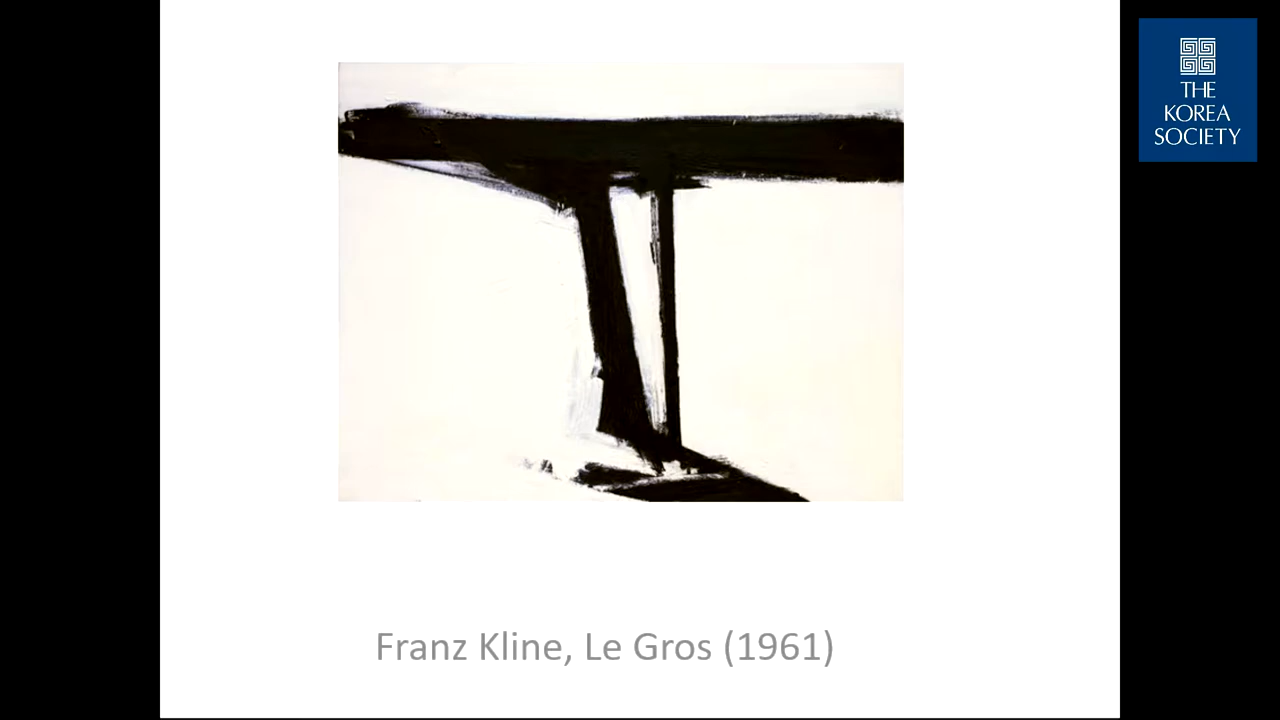 THE
KOREA
SOCIETY
Franz Kline, Le Gros (1961)